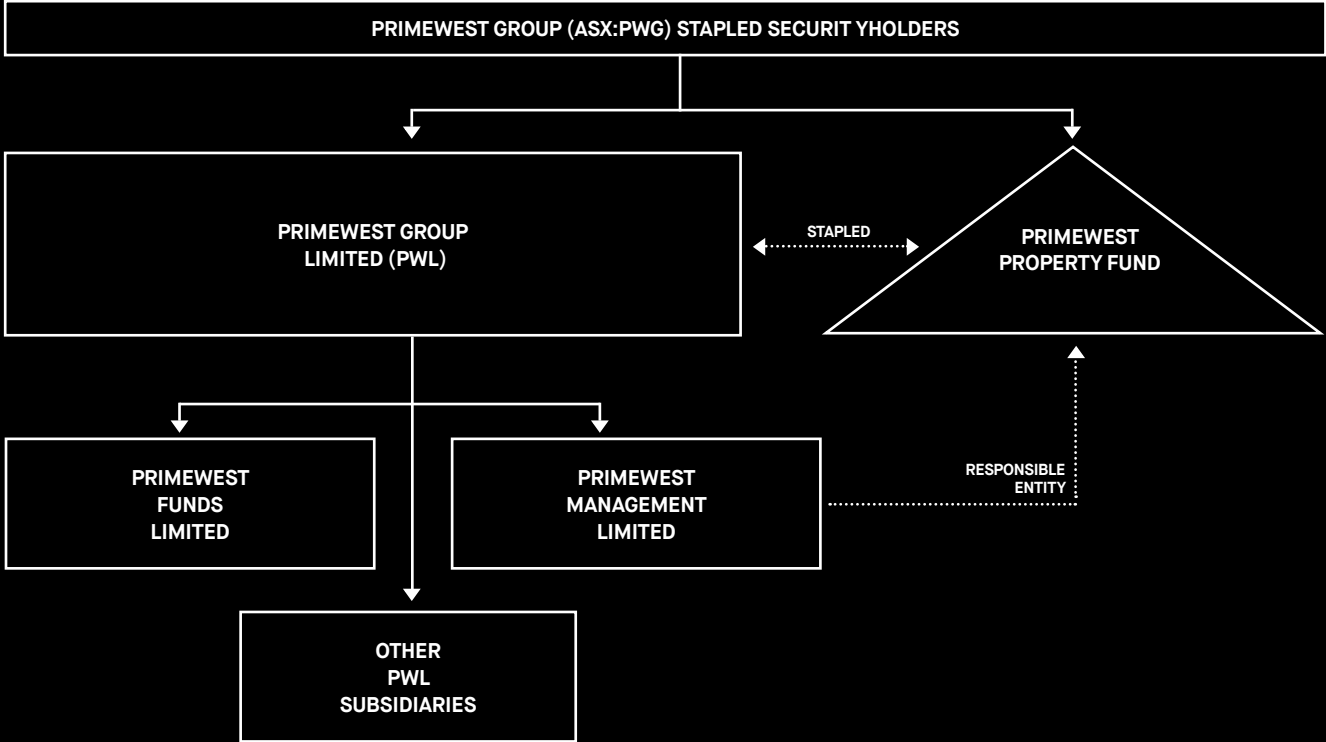 PRIMEWEST GROUP (ASX:PWG) STAPLED SECURIT YHOLDERS
PRIMEWEST GROUP
LIMITED (PWL)
STAPLED
PRIMEWEST
PROPERTY FUND
PRIMEWEST
FUNDS
LIMITED
PRIMEWEST
MANAGEMENT
LIMITED
RESPONSIBLE
ENTITY
OTHER
PWL
SUBSIDIARIES